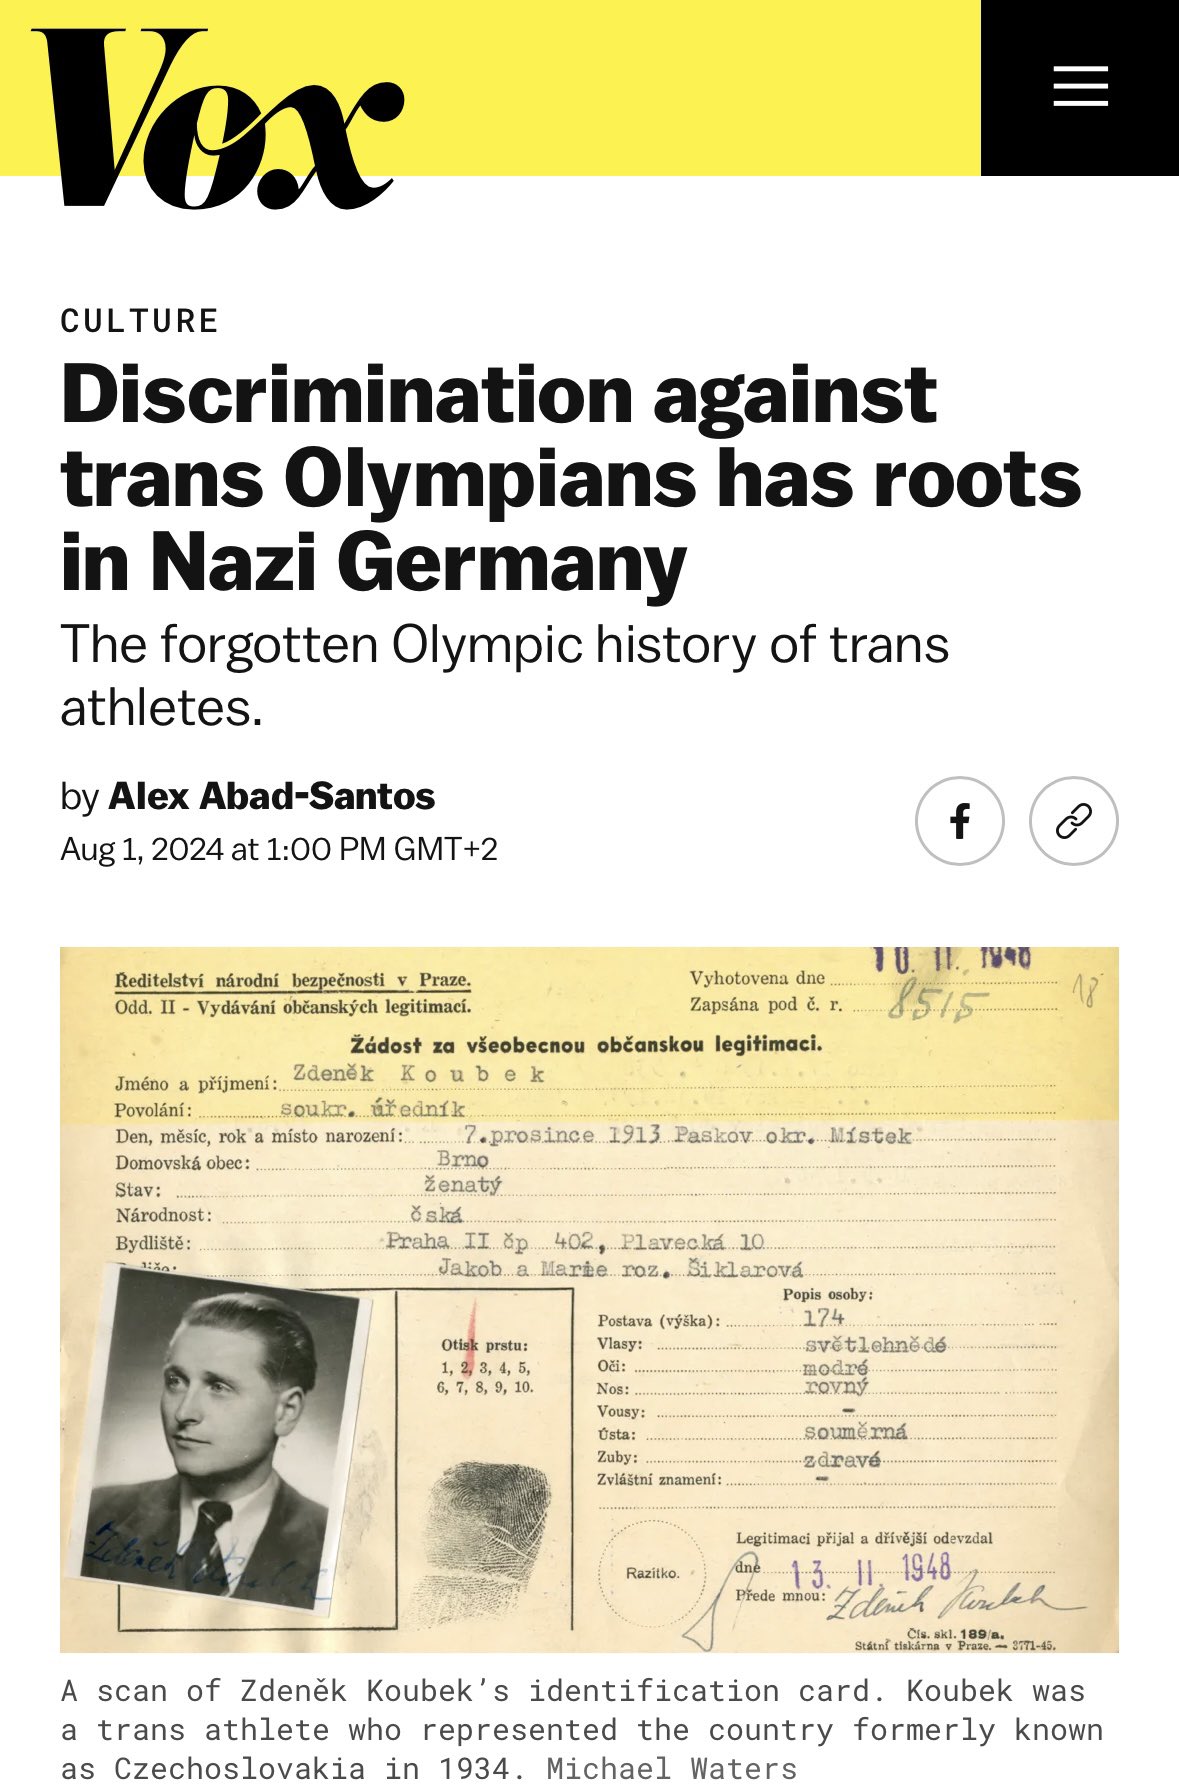 Vox
CULTURE
Discrimination against
trans Olympians has roots
in Nazi Germany
The forgotten Olympic history of trans
athletes.
by Alex Abad-Santos
Aug 1, 2024 at 1:00 PM GMT+2
Ředitelství národní bezpečnosti v Praze.
Odd. II - Vydávání občanských legitimací.
10. II. 1948
Vyhotovena dne
Zapsána pod č. r. 8515
18
Žádost za všeobecnou občanskou legitimaci.
Jméno a příjmení: Zdeněk Koubek
Povolání: soukr. úředník
Den, měsíc, rok a místo narození: 7.prosince 1913 Paskov okr. Místek
Domovská obec: Brno
Stav: ženatý
Národnost: čská
Bydliště: Praha II čp 402, Plavecká 10
Jakob a Marie roz. Šiklarová
Otisk prstu:
1, 2, 3, 4, 5,
6, 7, 8, 9, 10.
Popis osoby:
Postava (výška): 174
Vlasy: světlehnědé
Oči: modré
Nos: rovný
Vousy: —
Ústa: souměrná
Zuby: zdravé
Zvláštní znamení: —
Razítko.
Legitimaci přijal a dřívější odevzdal
dne 13. II. 1948
Přede mnou: Zdeněk Koubek
Zdeněk
Čís. skl. 189/a.
Státní tiskárna v Praze. — 3771-45.
A scan of Zdeněk Koubek’s identification card. Koubek was
a trans athlete who represented the country formerly known
as Czechoslovakia in 1934. Michael Waters